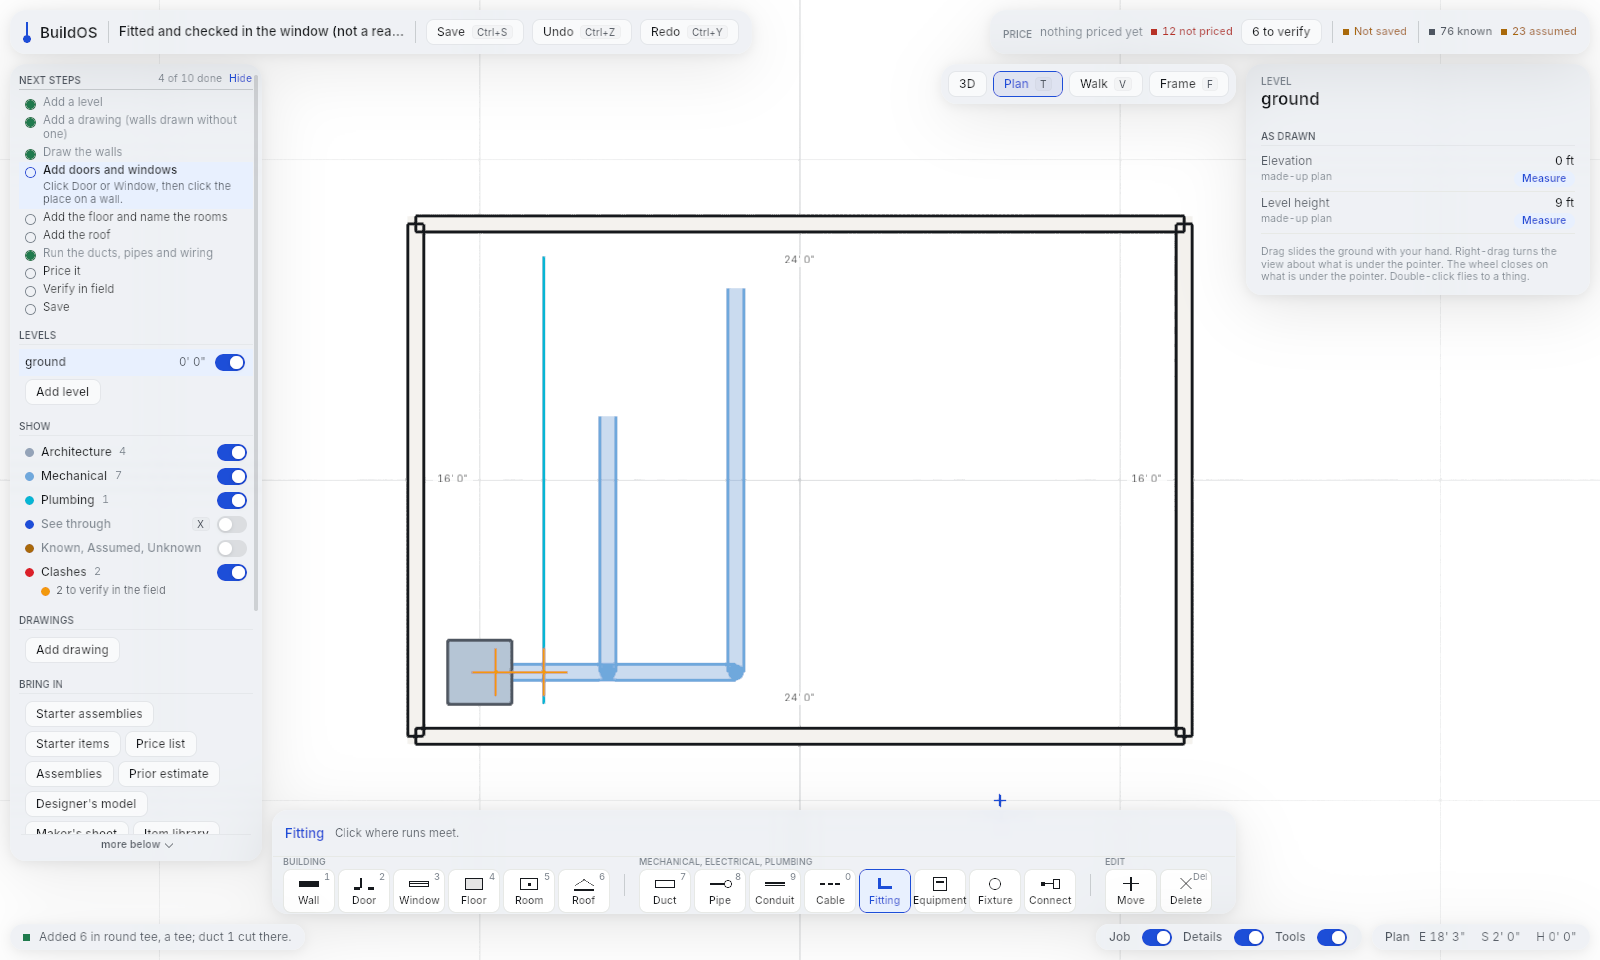 BuildOS
Fitted and checked in the window (not a rea...
Save Ctrl+S
Undo Ctrl+Z
Redo Ctrl+Y
PRICE nothing priced yet
12 not priced
6 to verify
Not saved
76 known
23 assumed
NEXT STEPS 4 of 10 done Hide
Add a level
Add a drawing (walls drawn without
one)
Draw the walls
Add doors and windows
Click Door or Window, then click the
place on a wall.
Add the floor and name the rooms
Add the roof
Run the ducts, pipes and wiring
Price it
Verify in field
Save
LEVELS
ground 0' 0"
Add level
SHOW
Architecture 4
Mechanical 7
Plumbing 1
See through X
Known, Assumed, Unknown
Clashes 2
2 to verify in the field
DRAWINGS
Add drawing
BRING IN
Starter assemblies
Starter items Price list
Assemblies Prior estimate
Designer's model
Maker's sheet Item library
more below
3D
Plan T
Walk V
Frame F
LEVEL
ground
AS DRAWN
Elevation 0 ft
made-up plan Measure
Level height 9 ft
made-up plan Measure
Drag slides the ground with your hand. Right-drag turns the
view about what is under the pointer. The wheel closes on
what is under the pointer. Double-click flies to a thing.
24' 0"
16' 0"
16' 0"
24' 0"
Fitting Click where runs meet.
BUILDING
1 Wall
2 Door
3 Window
4 Floor
5 Room
6 Roof
MECHANICAL, ELECTRICAL, PLUMBING
7 Duct
8 Pipe
9 Conduit
0 Cable
Fitting
Equipment
Fixture
Connect
EDIT
Move
Del Delete
Added 6 in round tee, a tee; duct 1 cut there.
Job Details Tools
Plan E 18' 3" S 2' 0" H 0' 0"